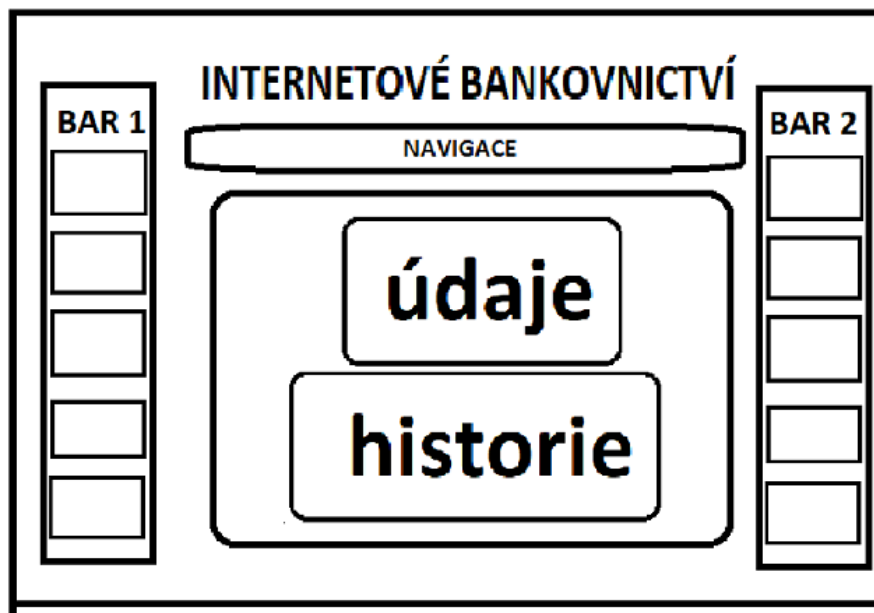 INTERNETOVÉ BANKOVNICTVÍ
BAR 1
NAVIGACE
BAR 2
údaje
historie